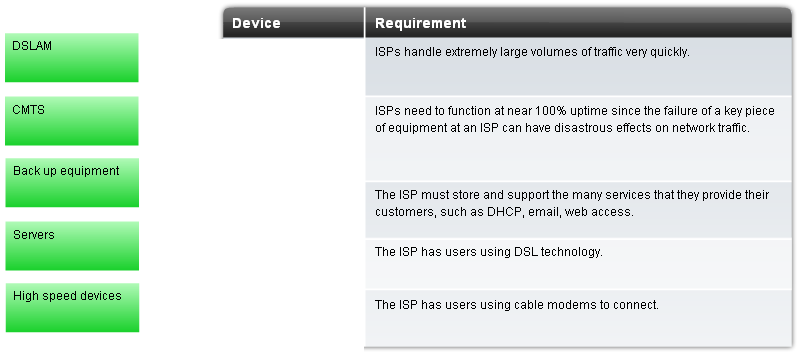 Device
Requirement
DSLAM
CMTS
Back up equipment
Servers
High speed devices
ISPs handle extremely large volumes of traffic very quickly.
ISPs need to function at near 100% uptime since the failure of a key piece
of equipment at an ISP can have disastrous effects on network traffic.
The ISP must store and support the many services that they provide their
customers, such as DHCP, email, web access.
The ISP has users using DSL technology.
The ISP has users using cable modems to connect.